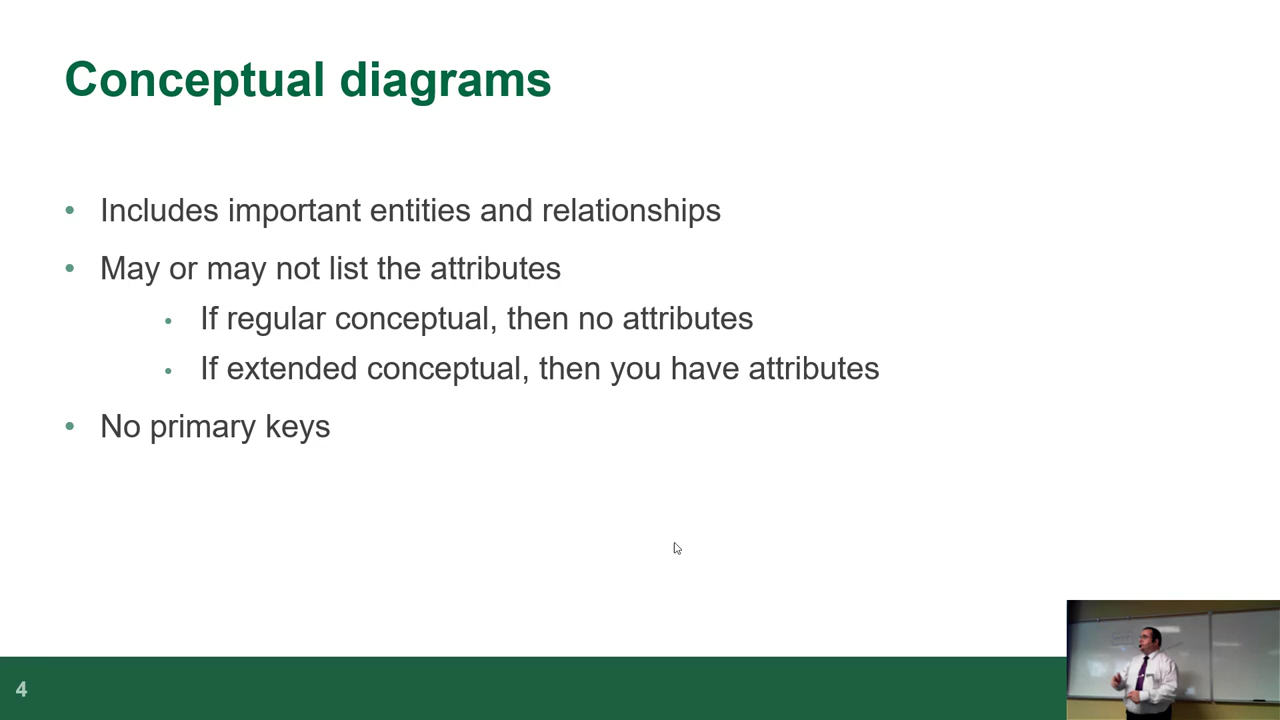 Conceptual diagrams
• Includes important entities and relationships
• May or may not list the attributes
• If regular conceptual, then no attributes
• If extended conceptual, then you have attributes
• No primary keys
4